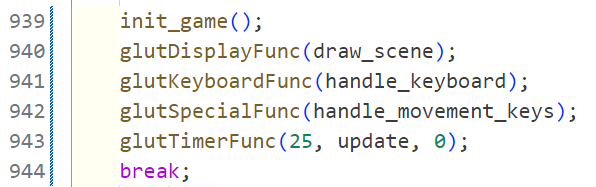 939 init_game();
940 glutDisplayFunc(draw_scene);
941 glutKeyboardFunc(handle_keyboard);
942 glutSpecialFunc(handle_movement_keys);
943 glutTimerFunc(25, update, 0);
944 break;